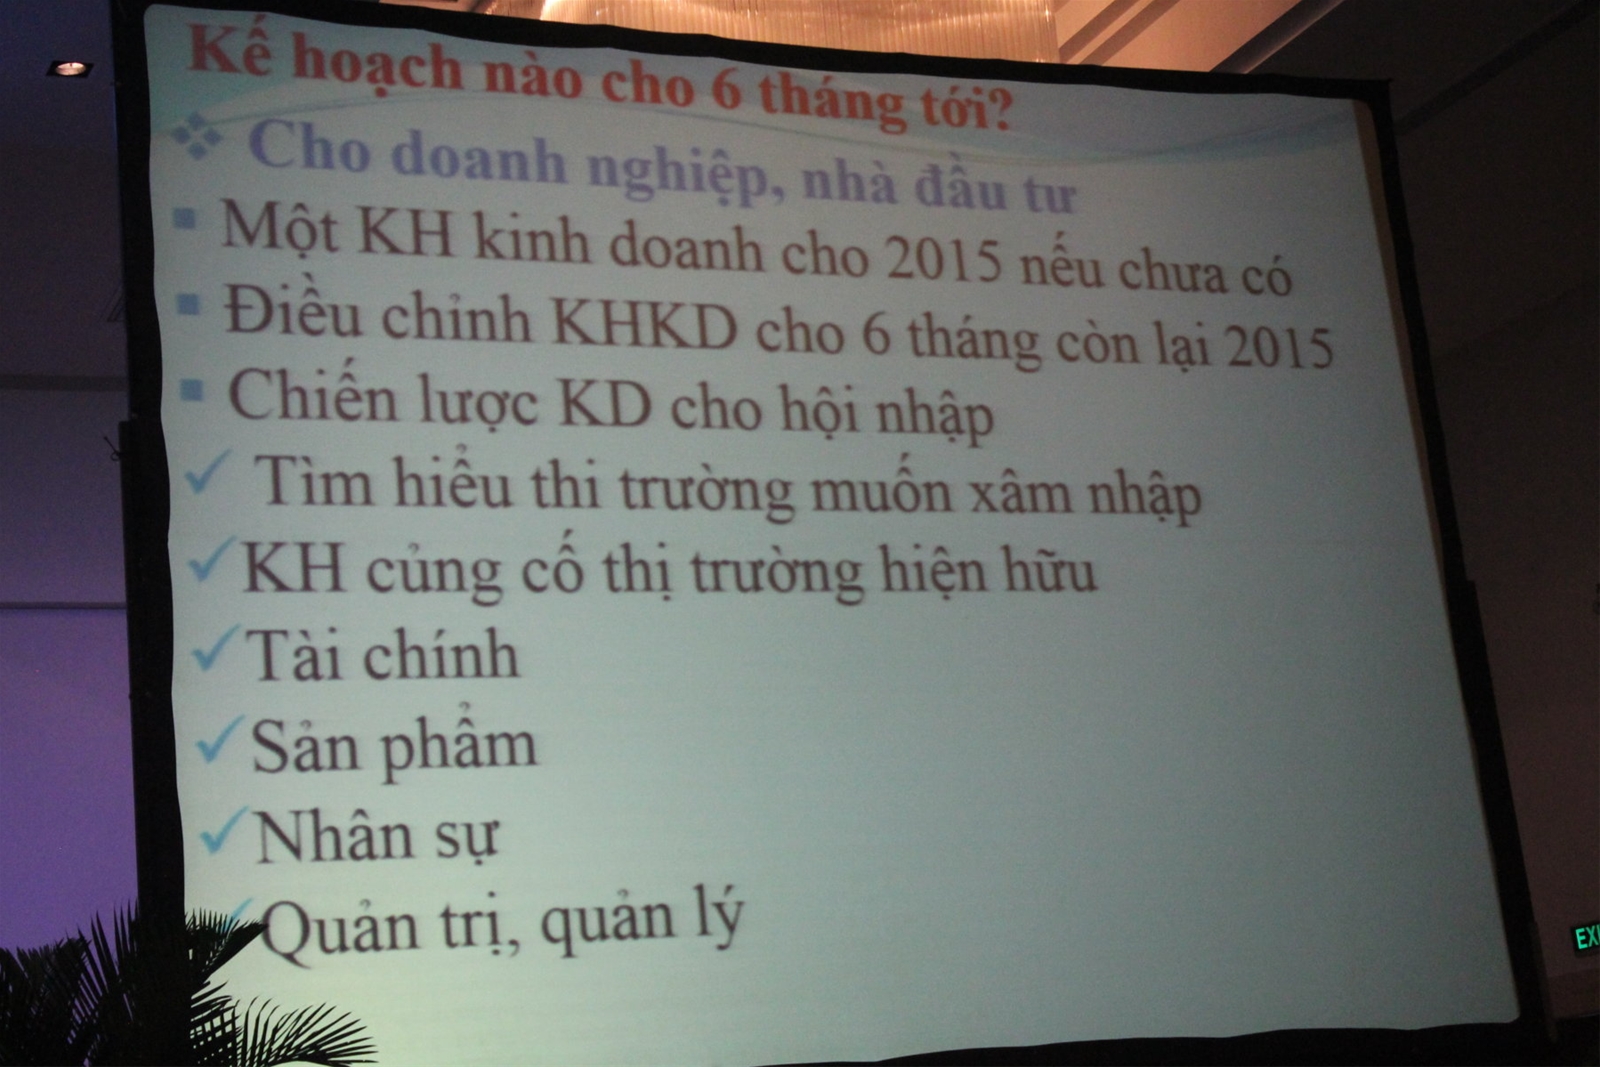 Kế hoạch nào cho 6 tháng tới?
Cho doanh nghiệp, nhà đầu tư
Một KH kinh doanh cho 2015 nếu chưa có
Điều chỉnh KHKD cho 6 tháng còn lại 2015
Chiến lược KD cho hội nhập
Tìm hiểu thi trường muốn xâm nhập
KH củng cố thị trường hiện hữu
Tài chính
Sản phẩm
Nhân sự
Quản trị, quản lý